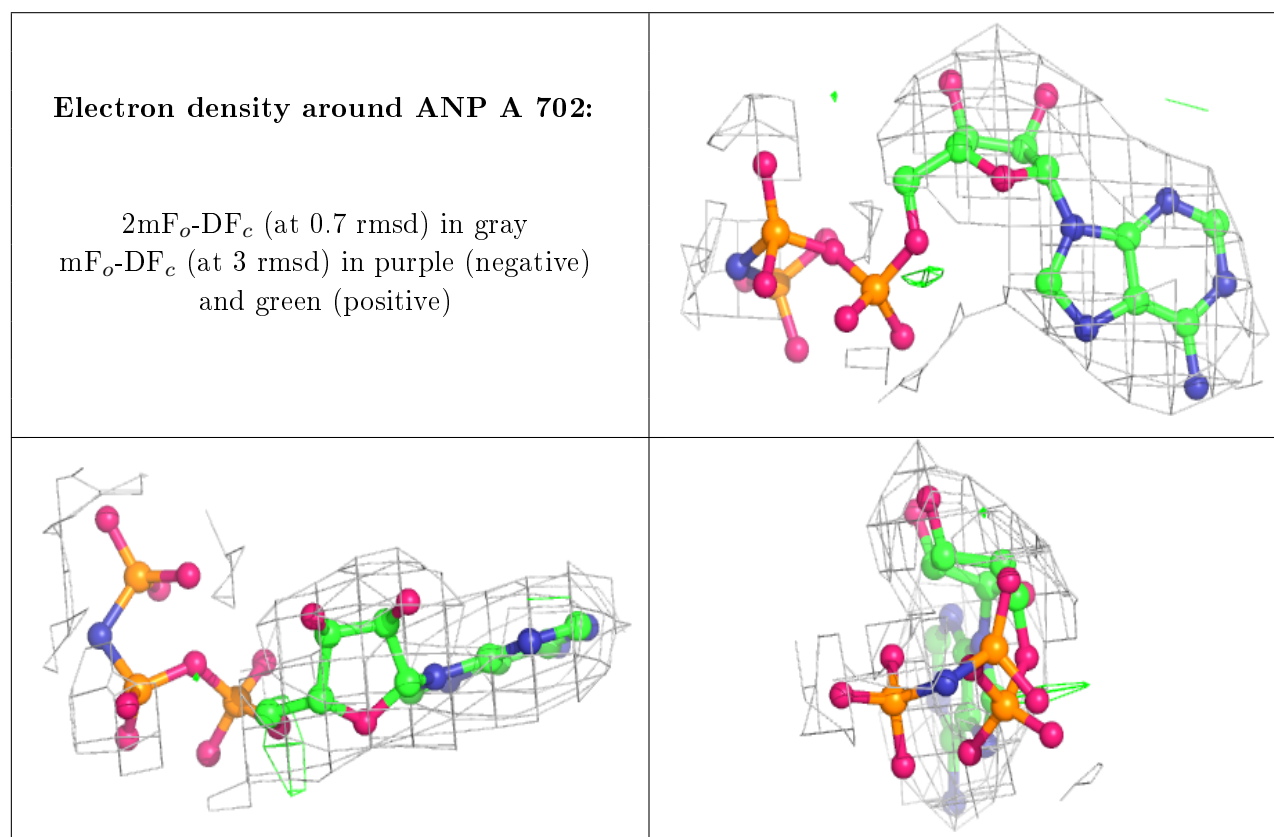 Electron density around ANP A 702:
2mFo-DFc (at 0.7 rmsd) in gray
mFo-DFc (at 3 rmsd) in purple (negative)
and green (positive)